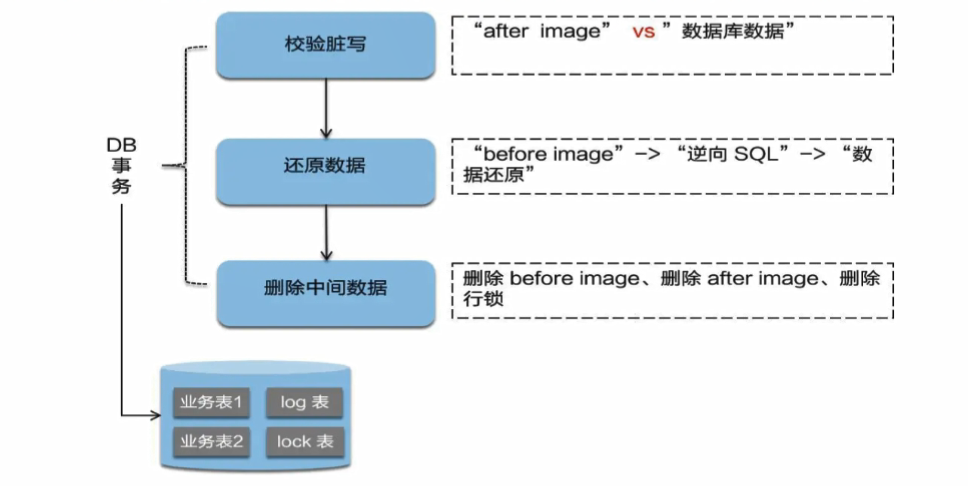 校验脏写
“after image” vs ”数据库数据”
DB
事
务
还原数据
“before image”-> “逆向 SQL”-> “数
据还原”
删除中间数据
删除 before image、删除 after image、删除
行锁
业务表1
log 表
业务表2
lock 表